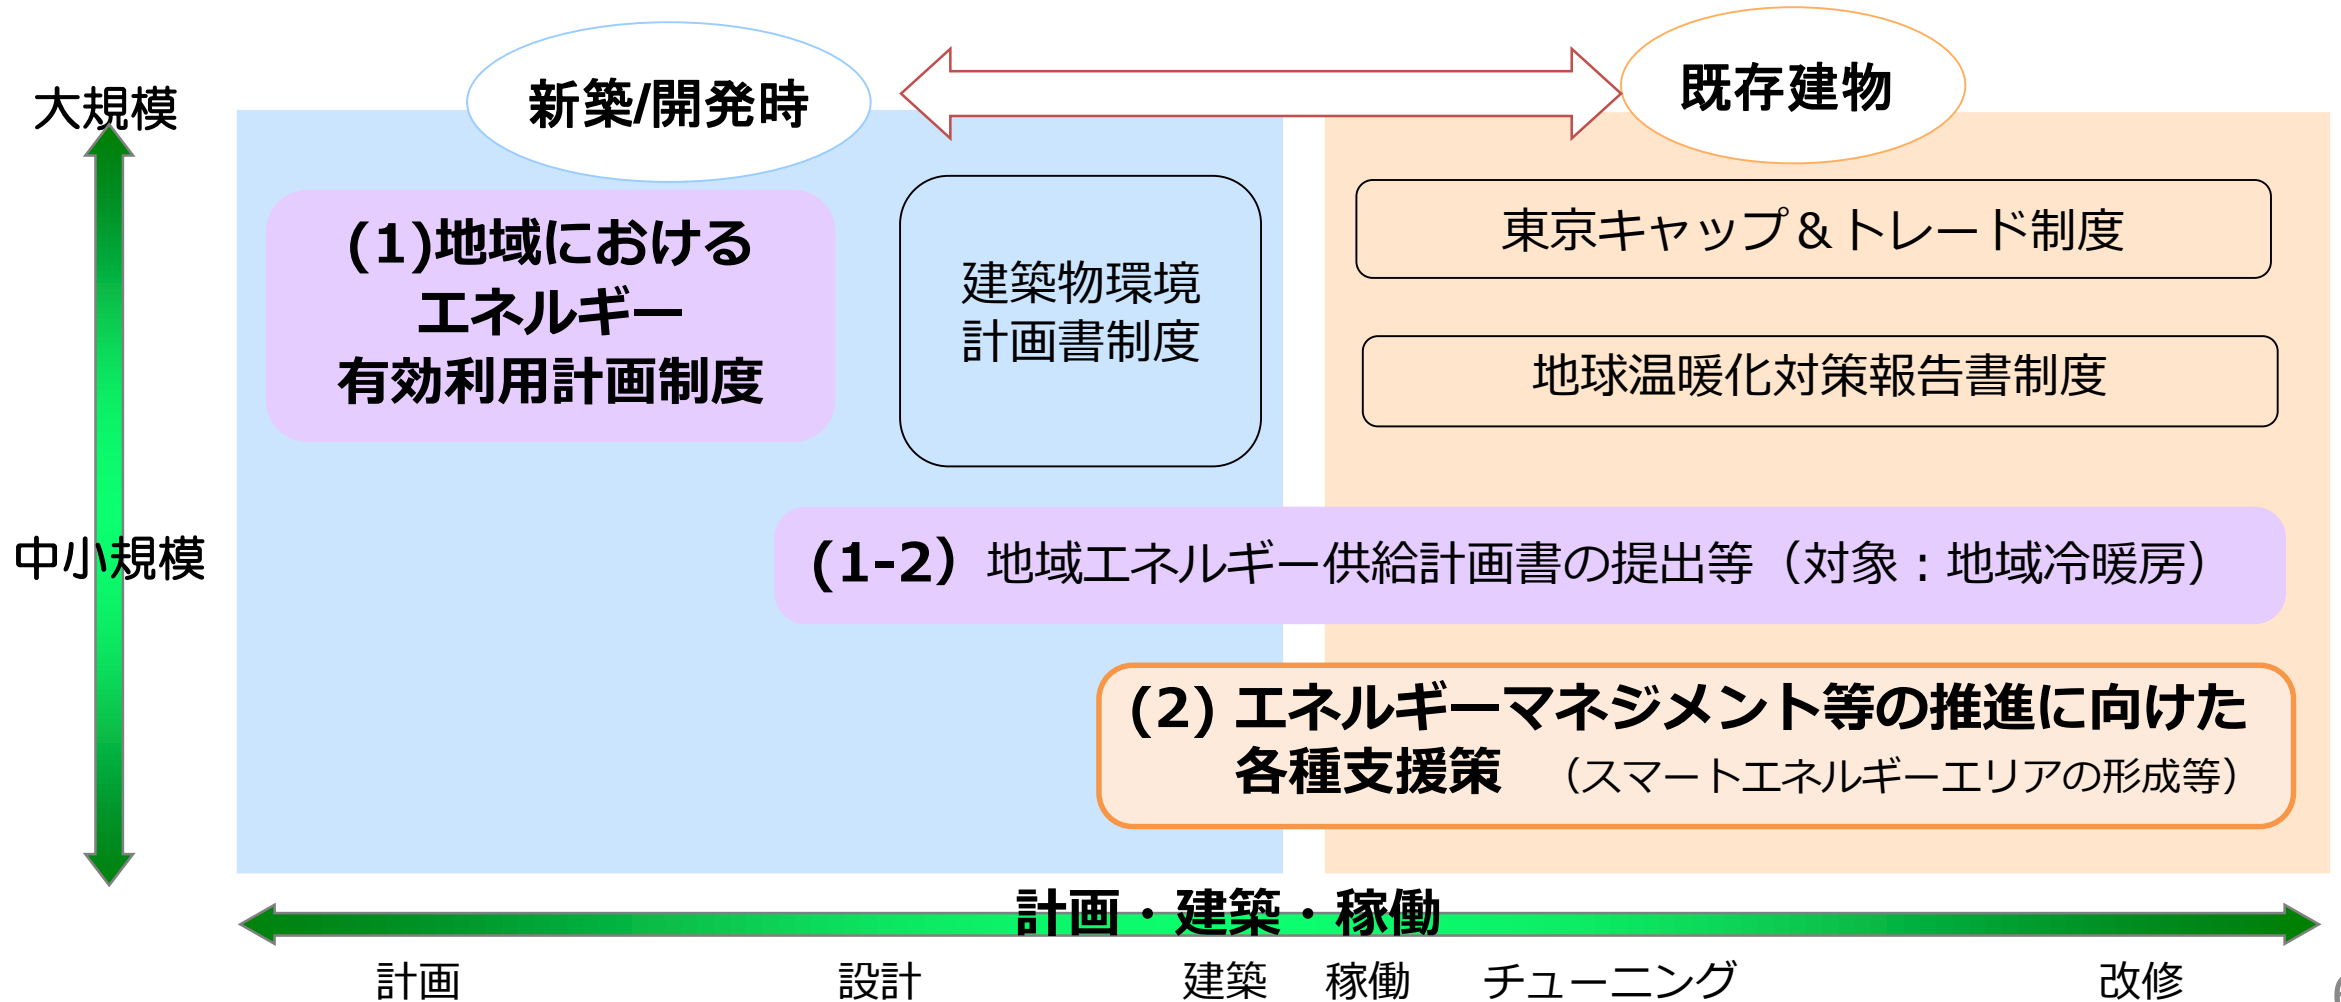 新築/開発時
既存建物
大規模
(1)地域における
エネルギー
有効利用計画制度
建築物環境
計画書制度
東京キャップ＆トレード制度
地球温暖化対策報告書制度
中小規模
(1-2）地域エネルギー供給計画書の提出等（対象：地域冷暖房）
(2) エネルギーマネジメント等の推進に向けた
各種支援策　（スマートエネルギーエリアの形成等）
計画・建築・稼働
計画　設計　建築　稼働　チューニング　改修